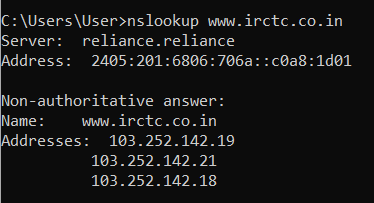 C:\Users\User>nslookup www.irctc.co.in
Server:  reliance.reliance
Address:  2405:201:6806:706a::c0a8:1d01

Non-authoritative answer:
Name:    www.irctc.co.in
Addresses:  103.252.142.19
          103.252.142.21
          103.252.142.18